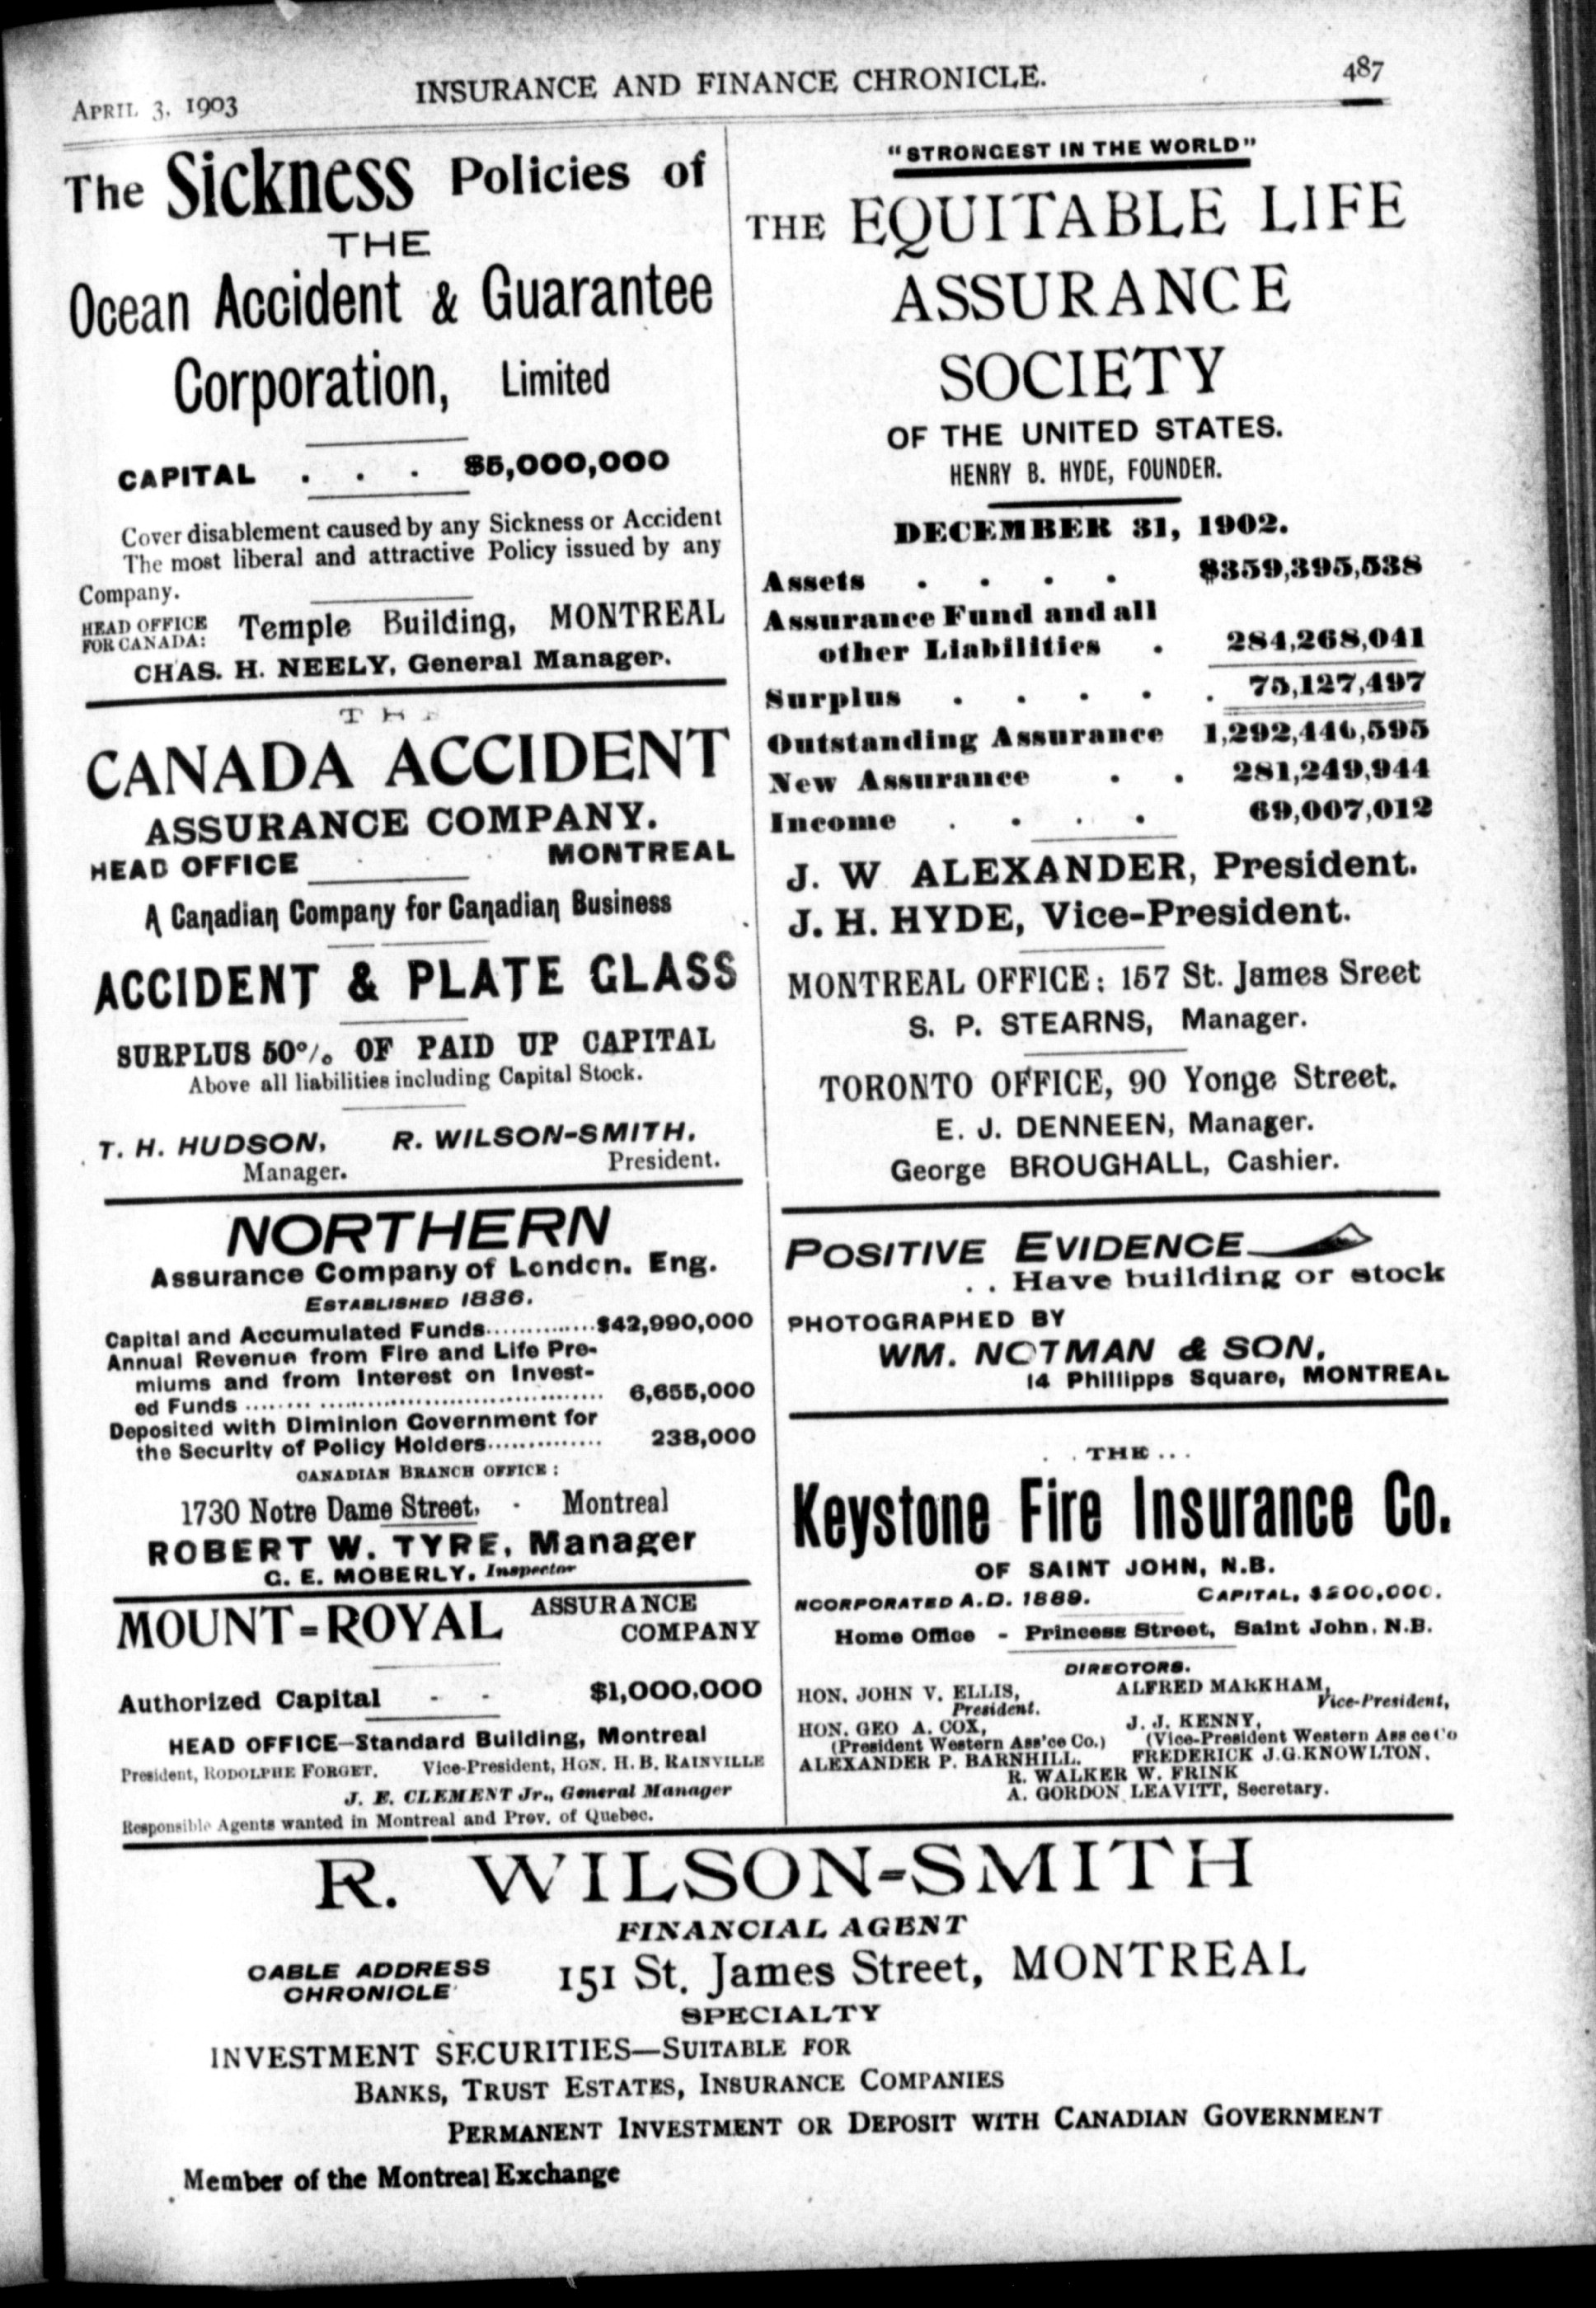 APRIL 3, 1903
INSURANCE AND FINANCE CHRONICLE.
487
The Sickness Policies of
THE
Ocean Accident & Guarantee
Corporation, Limited
CAPITAL . . . $5,000,000
Cover disablement caused by any Sickness or Accident
The most liberal and attractive Policy issued by any
Company.
HEAD OFFICE
FOR CANADA: Temple Building, MONTREAL
CHAS. H. NEELY, General Manager.
THE
CANADA ACCIDENT
ASSURANCE COMPANY.
HEAD OFFICE MONTREAL
A Canadian Company for Canadian Business
ACCIDENT & PLATE GLASS
SURPLUS 50% OF PAID UP CAPITAL
Above all liabilities including Capital Stock.
T. H. HUDSON, R. WILSON-SMITH,
Manager. President.
NORTHERN
Assurance Company of London, Eng.
ESTABLISHED 1836.
Capital and Accumulated Funds..............$42,990,000
Annual Revenue from Fire and Life Pre-
miums and from Interest on Invest-
ed Funds ........................................ 6,655,000
Deposited with Diminion Government for
the Security of Policy Holders............... 238,000
CANADIAN BRANCH OFFICE :
1730 Notre Dame Street, - Montreal
ROBERT W. TYRE, Manager
G. E. MOBERLY, Inspector
MOUNT=ROYAL ASSURANCE
COMPANY
Authorized Capital - - $1,000,000
HEAD OFFICE—Standard Building, Montreal
President, RODOLPHE FORGET. Vice-President, HON. H. B. RAINVILLE
J. E. CLEMENT Jr., General Manager
Responsible Agents wanted in Montreal and Prov. of Quebec.
"STRONGEST IN THE WORLD"
THE EQUITABLE LIFE
ASSURANCE
SOCIETY
OF THE UNITED STATES.
HENRY B. HYDE, FOUNDER.
DECEMBER 31, 1902.
Assets . . . . $359,395,538
Assurance Fund and all
other Liabilities . 284,268,041
Surplus . . . . . 75,127,497
Outstanding Assurance 1,292,446,595
New Assurance . . 281,249,944
Income . . . . 69,007,012
J. W ALEXANDER, President.
J. H. HYDE, Vice-President.
MONTREAL OFFICE: 157 St. James Sreet
S. P. STEARNS, Manager.
TORONTO OFFICE, 90 Yonge Street.
E. J. DENNEEN, Manager.
George BROUGHALL, Cashier.
POSITIVE EVIDENCE
. . Have building or stock
PHOTOGRAPHED BY
WM. NOTMAN & SON,
14 Phillipps Square, MONTREAL
. . THE ...
Keystone Fire Insurance Co.
OF SAINT JOHN, N.B.
NCORPORATED A.D. 1889. CAPITAL, $200,000.
Home Office - Princess Street, Saint John, N.B.
DIRECTORS.
HON. JOHN V. ELLIS, ALFRED MARKHAM,
President. Vice-President,
HON. GEO A. COX, J. J. KENNY,
(President Western Ass'ce Co.) (Vice-President Western Ass ce Co
ALEXANDER P. BARNHILL. FREDERICK J.G.KNOWLTON,
R. WALKER W. FRINK
A. GORDON LEAVITT, Secretary.
R. WILSON-SMITH
FINANCIAL AGENT
CABLE ADDRESS
CHRONICLE
151 St. James Street, MONTREAL
SPECIALTY
INVESTMENT SECURITIES—SUITABLE FOR
BANKS, TRUST ESTATES, INSURANCE COMPANIES
PERMANENT INVESTMENT OR DEPOSIT WITH CANADIAN GOVERNMENT
Member of the Montreal Exchange